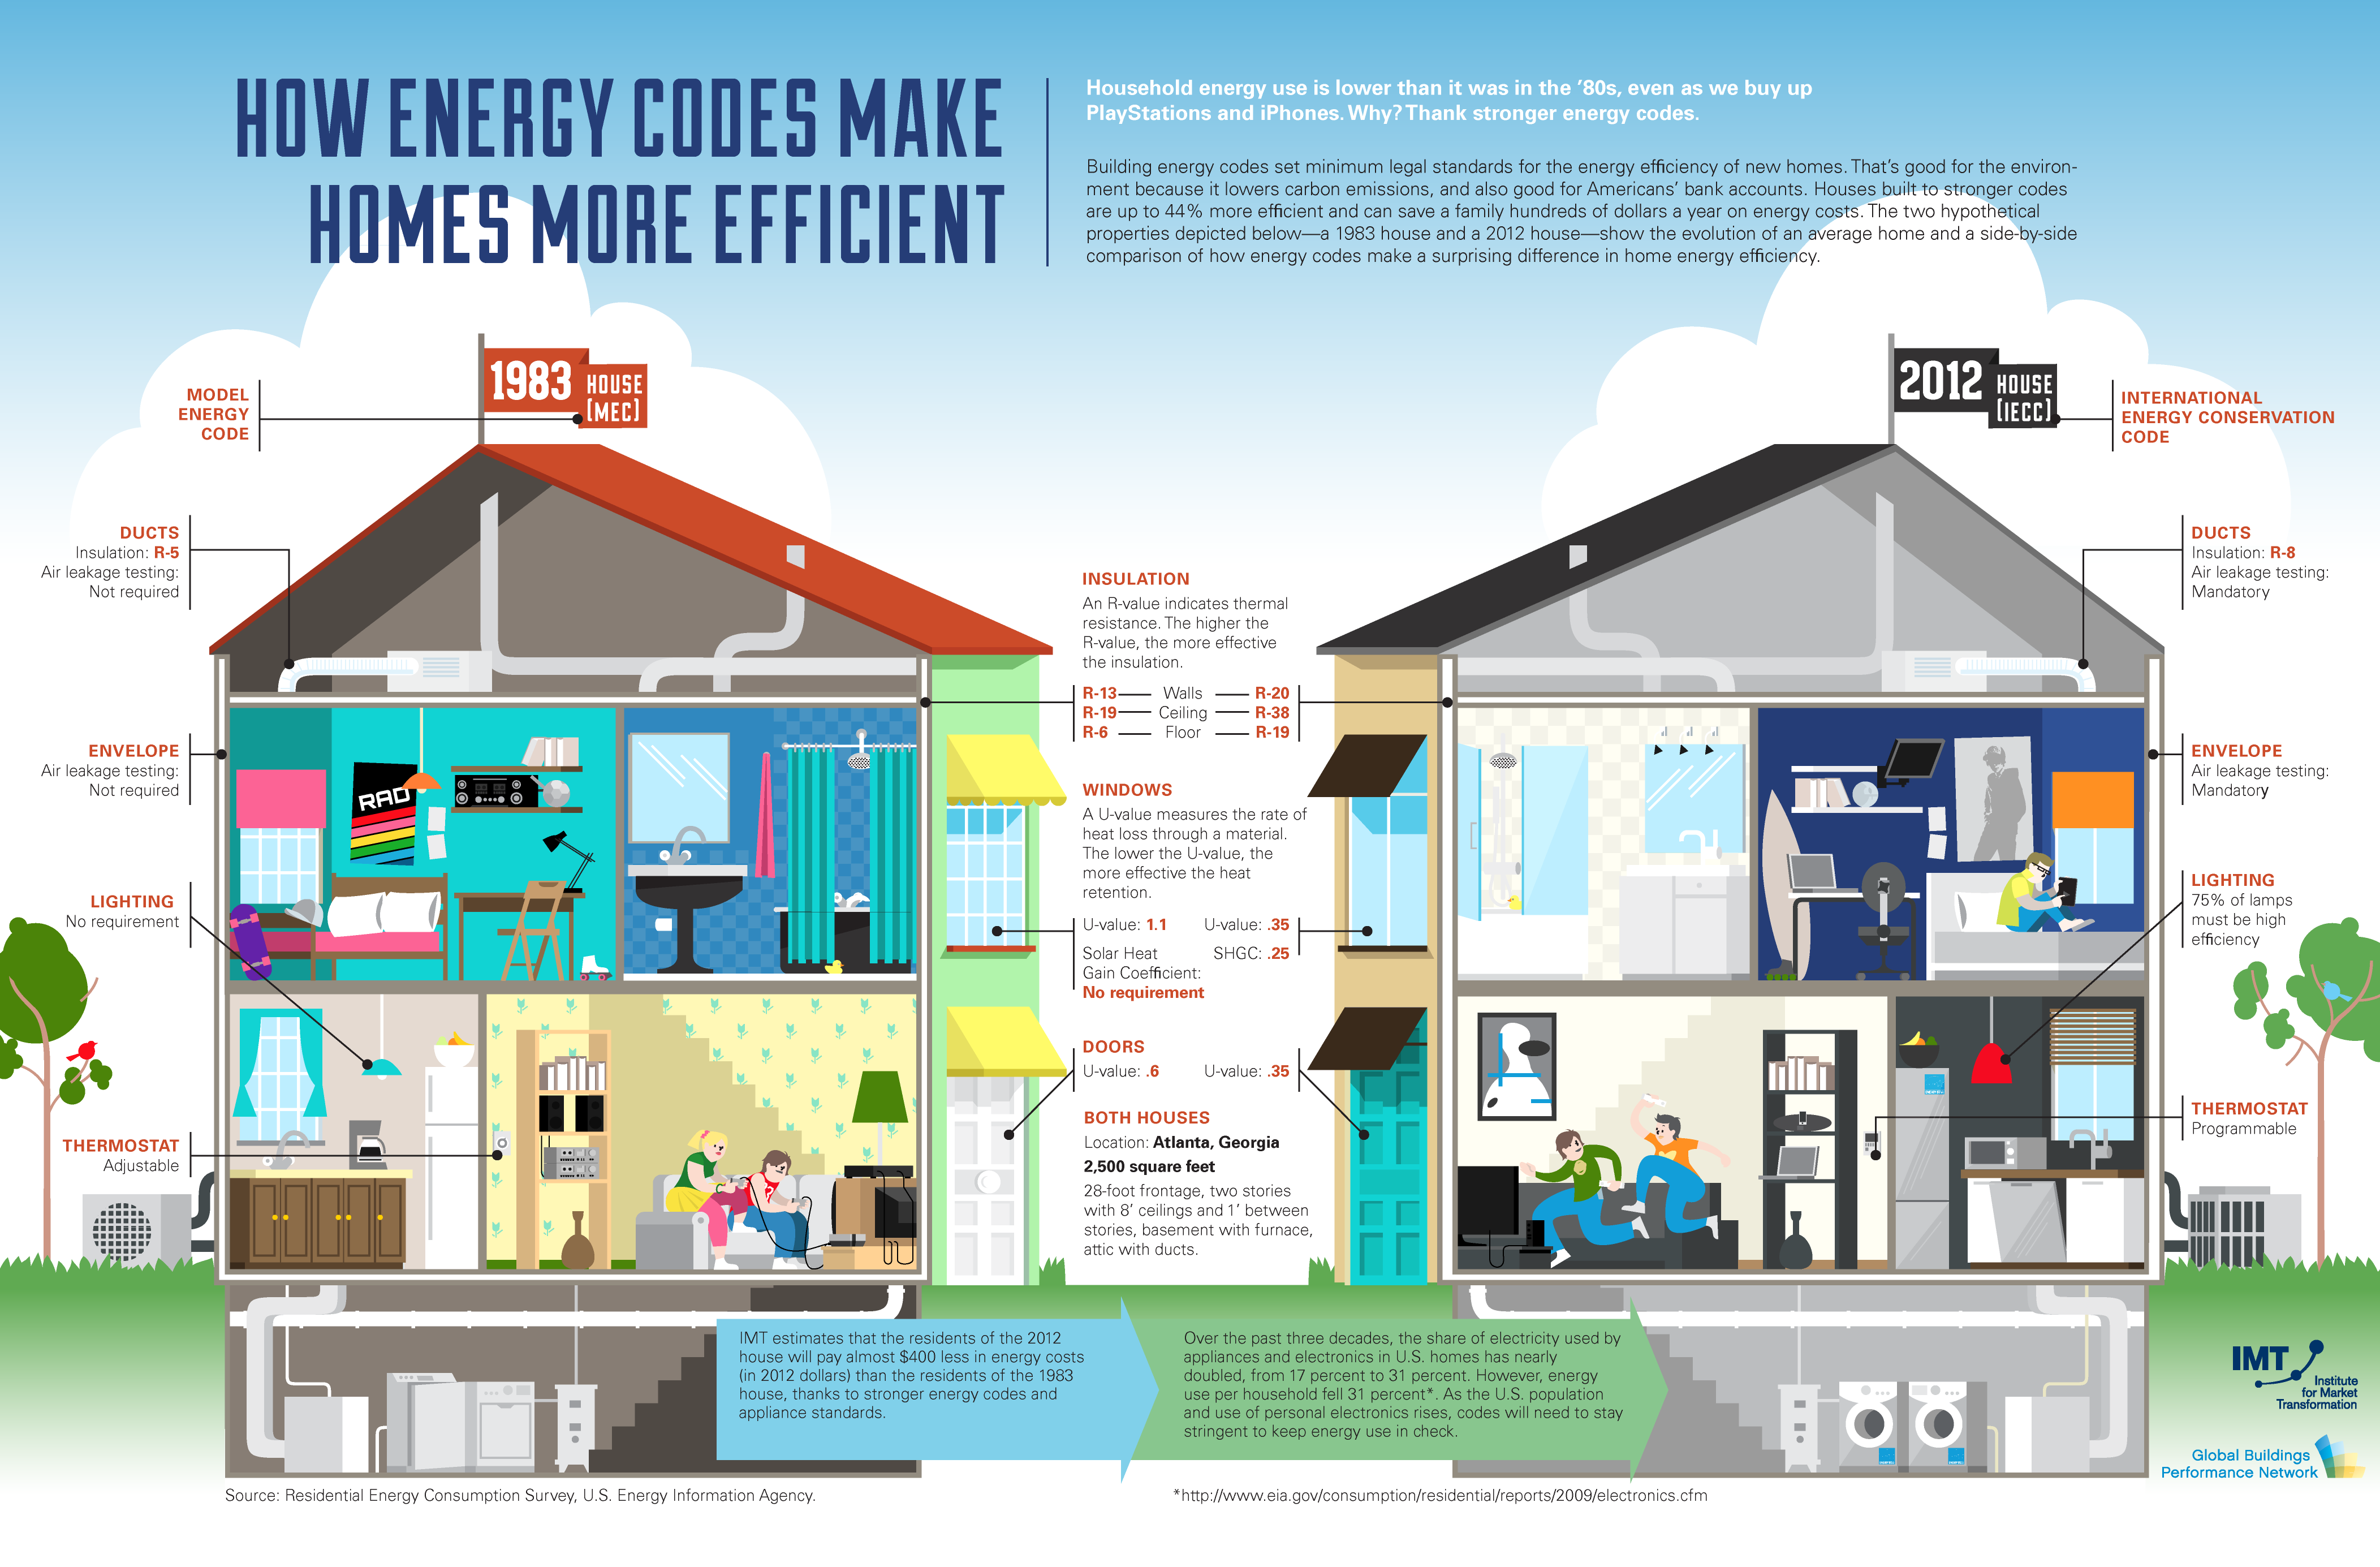 HOW ENERGY CODES MAKE
HOMES MORE EFFICIENT
Household energy use is lower than it was in the ’80s, even as we buy up
PlayStations and iPhones. Why? Thank stronger energy codes.
Building energy codes set minimum legal standards for the energy efficiency of new homes. That’s good for the environ-
ment because it lowers carbon emissions, and also good for Americans’ bank accounts. Houses built to stronger codes
are up to 44% more efficient and can save a family hundreds of dollars a year on energy costs. The two hypothetical
properties depicted below—a 1983 house and a 2012 house—show the evolution of an average home and a side-by-side
comparison of how energy codes make a surprising difference in home energy efficiency.
MODEL
ENERGY
CODE
1983 HOUSE
[MEC]
DUCTS
Insulation: R-5
Air leakage testing:
Not required
ENVELOPE
Air leakage testing:
Not required
LIGHTING
No requirement
THERMOSTAT
Adjustable
RAD
INSULATION
An R-value indicates thermal
resistance. The higher the
R-value, the more effective
the insulation.
R-13 Walls R-20
R-19 Ceiling R-38
R-6 Floor R-19
WINDOWS
A U-value measures the rate of
heat loss through a material.
The lower the U-value, the
more effective the heat
retention.
U-value: 1.1 U-value: .35
Solar Heat SHGC: .25
Gain Coefficient:
No requirement
DOORS
U-value: .6 U-value: .35
BOTH HOUSES
Location: Atlanta, Georgia
2,500 square feet
28-foot frontage, two stories
with 8’ ceilings and 1’ between
stories, basement with furnace,
attic with ducts.
2012 HOUSE
[IECC]
INTERNATIONAL
ENERGY CONSERVATION
CODE
DUCTS
Insulation: R-8
Air leakage testing:
Mandatory
ENVELOPE
Air leakage testing:
Mandatory
LIGHTING
75% of lamps
must be high
efficiency
THERMOSTAT
Programmable
IMT estimates that the residents of the 2012
house will pay almost $400 less in energy costs
(in 2012 dollars) than the residents of the 1983
house, thanks to stronger energy codes and
appliance standards.
Over the past three decades, the share of electricity used by
appliances and electronics in U.S. homes has nearly
doubled, from 17 percent to 31 percent. However, energy
use per household fell 31 percent*. As the U.S. population
and use of personal electronics rises, codes will need to stay
stringent to keep energy use in check.
IMT
Institute
for Market
Transformation
Global Buildings
Performance Network
Source: Residential Energy Consumption Survey, U.S. Energy Information Agency.
*http://www.eia.gov/consumption/residential/reports/2009/electronics.cfm